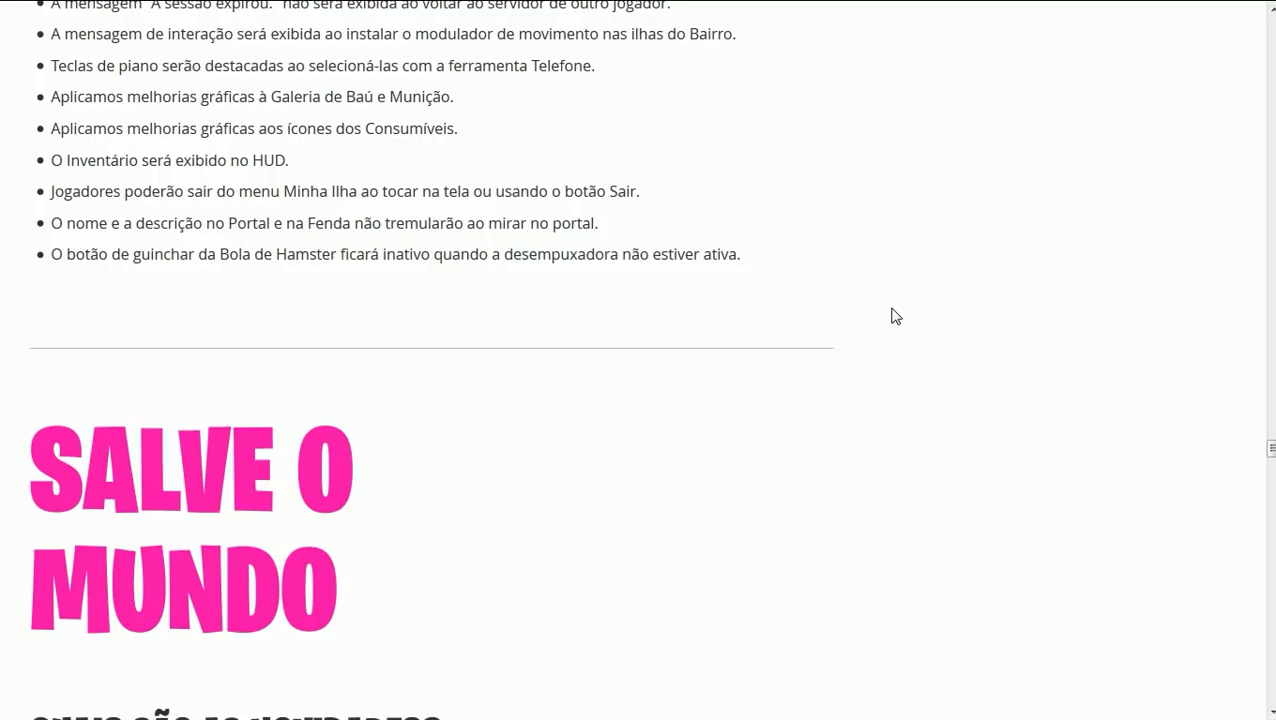 A mensagem "A sessão expirou." não será exibida ao voltar ao servidor de outro jogador.
A mensagem de interação será exibida ao instalar o modulador de movimento nas ilhas do Bairro.
Teclas de piano serão destacadas ao selecioná-las com a ferramenta Telefone.
Aplicamos melhorias gráficas à Galeria de Baú e Munição.
Aplicamos melhorias gráficas aos ícones dos Consumíveis.
O Inventário será exibido no HUD.
Jogadores poderão sair do menu Minha Ilha ao tocar na tela ou usando o botão Sair.
O nome e a descrição no Portal e na Fenda não tremularão ao mirar no portal.
O botão de guinchar da Bola de Hamster ficará inativo quando a desempuxadora não estiver ativa.
SALVE O
MUNDO
QUAIS SÃO AS NOVIDADES?